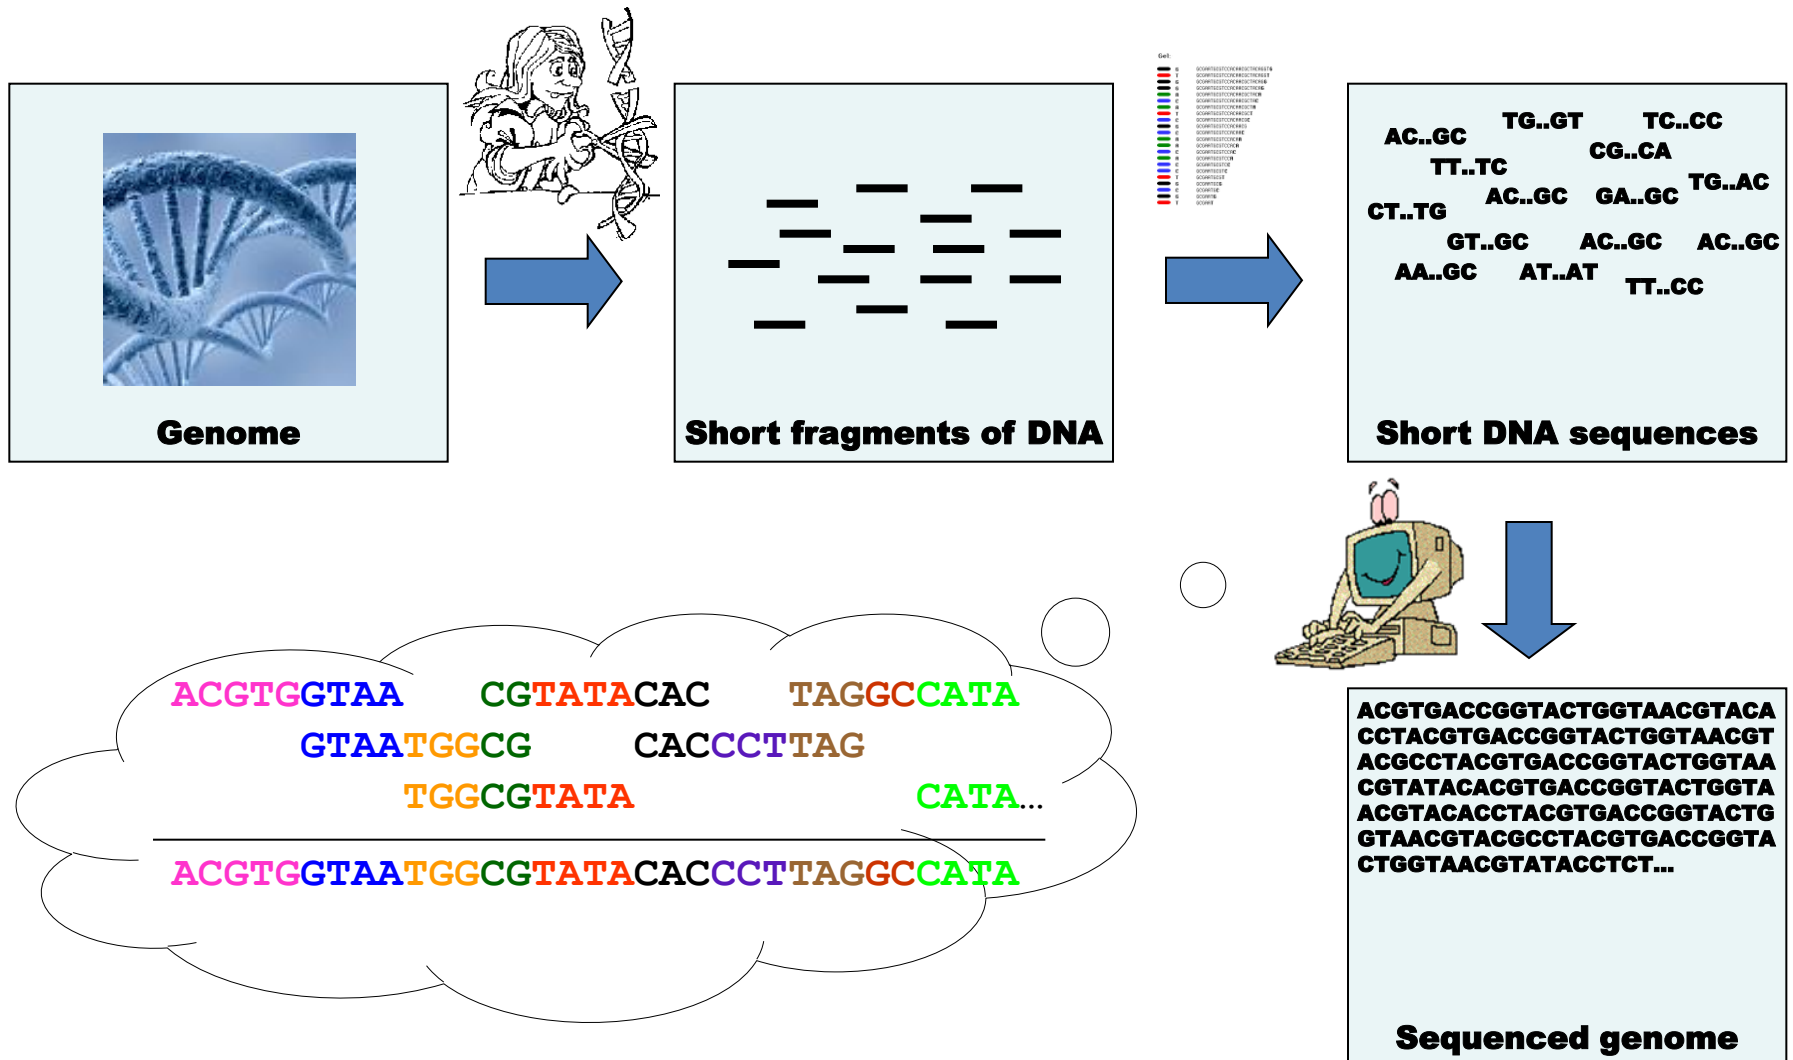 Gel:
Genome
Short fragments of DNA
AC..GC
TG..GT
TC..CC
CG..CA
TT..TC
TG..AC
AC..GC
GA..GC
CT..TG
GT..GC
AC..GC
AC..GC
AA..GC
AT..AT
TT..CC
Short DNA sequences
ACGTGGTAA CGTATACAC TAGGCCATA
GTAATGGCG CACCCTTAG
TGGCGTATA CATA...
ACGTGGTAATGGCGTATACACCCTTAGGCCATA
ACGTGACCGGTACTGGTAACGTACA
CCTACGTGACCGGTACTGGTAACGT
ACGCCTACGTGACCGGTACTGGTAA
CGTATACACGTGACCGGTACTGGTA
ACGTACACCTACGTGACCGGTACTG
GTAACGTACGCCTACGTGACCGGTA
CTGGTAACGTATACCTCT...
Sequenced genome